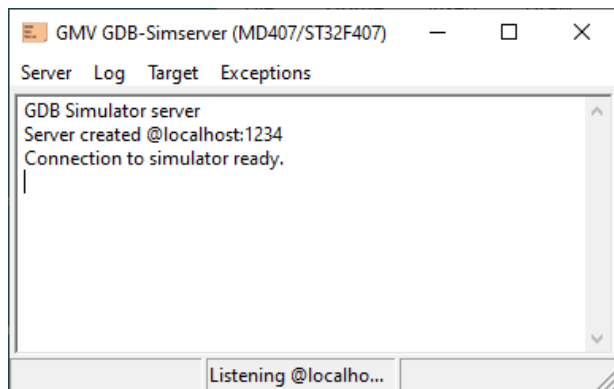 GMV GDB-Simserver (MD407/ST32F407)
Server Log Target Exceptions
GDB Simulator server
Server created @localhost:1234
Connection to simulator ready.
Listening @localho...